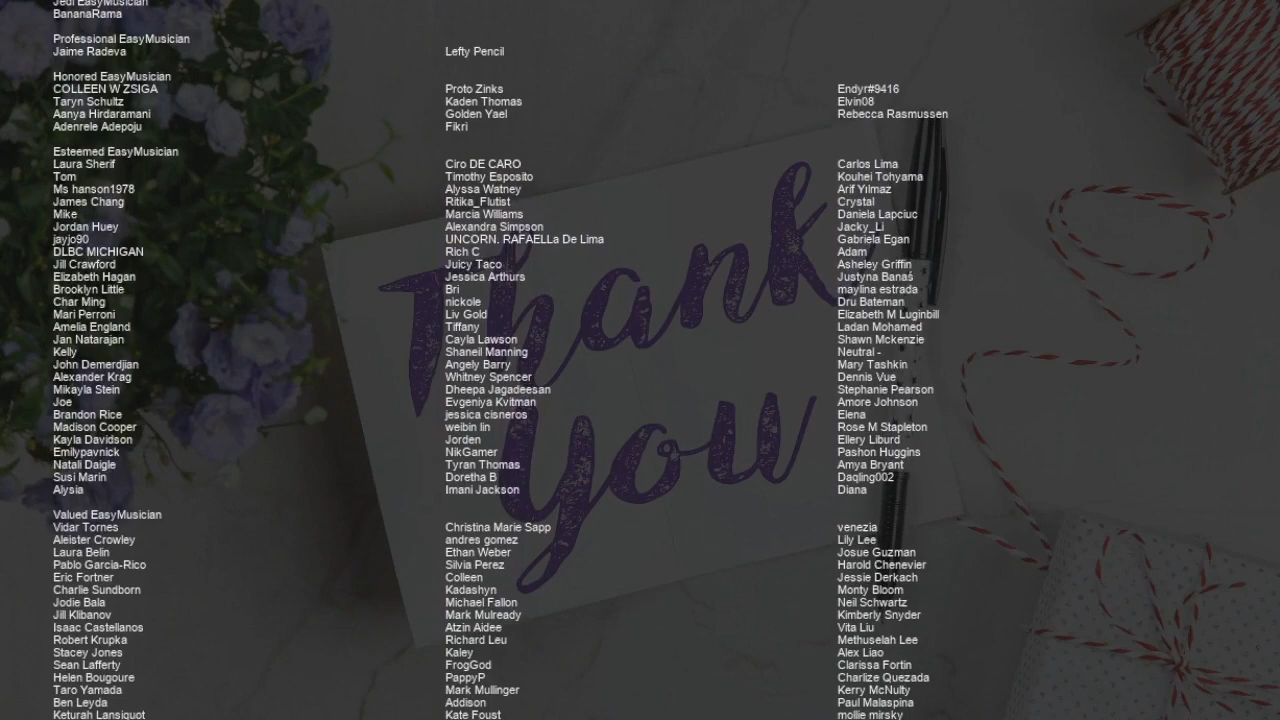 Jedi EasyMusician
BananaRama
Professional EasyMusician
Jaime Radeva Lefty Pencil
Honored EasyMusician
COLLEEN W ZSIGA Proto Zinks Endyr#9416
Taryn Schultz Kaden Thomas Elvin08
Aanya Hirdaramani Golden Yael Rebecca Rasmussen
Adenrele Adepoju Fikri
Esteemed EasyMusician
Laura Sherif Ciro DE CARO Carlos Lima
Tom Timothy Esposito Kouhei Tohyama
Ms hanson1978 Alyssa Watney Arif Yılmaz
James Chang Ritika_Flutist Crystal
Mike Marcia Williams Daniela Lapciuc
Jordan Huey Alexandra Simpson Jacky_Li
jayjo90 UNCORN. RAFAELLa De Lima Gabriela Egan
DLBC MICHIGAN Rich C Adam
Jill Crawford Juicy Taco Asheley Griffin
Elizabeth Hagan Jessica Arthurs Justyna Banaś
Brooklyn Little Bri maylina estrada
Char Ming nickole Dru Bateman
Mari Perroni Liv Gold Elizabeth M Luginbill
Amelia England Tiffany Ladan Mohamed
Jan Natarajan Cayla Lawson Shawn Mckenzie
Kelly Shaneil Manning Neutral -
John Demerdjian Angely Barry Mary Tashkin
Alexander Krag Whitney Spencer Dennis Vue
Mikayla Stein Dheepa Jagadeesan Stephanie Pearson
Joe Evgeniya Kvitman Amore Johnson
Brandon Rice jessica cisneros Elena
Madison Cooper weibin lin Rose M Stapleton
Kayla Davidson Jorden Ellery Liburd
Emilypavnick NikGamer Pashon Huggins
Natali Daigle Tyran Thomas Amya Bryant
Susi Marin Doretha B Daqling002
Alysia Imani Jackson Diana
Valued EasyMusician
Vidar Tornes Christina Marie Sapp venezia
Aleister Crowley andres gomez Lily Lee
Laura Belin Ethan Weber Josue Guzman
Pablo Garcia-Rico Silvia Perez Harold Chenevier
Eric Fortner Colleen Jessie Derkach
Charlie Sundborn Kadashyn Monty Bloom
Jodie Bala Michael Fallon Neil Schwartz
Jill Klibanov Mark Mulready Kimberly Snyder
Isaac Castellanos Atzin Aidee Vita Liu
Robert Krupka Richard Leu Methuselah Lee
Stacey Jones Kaley Alex Liao
Sean Lafferty FrogGod Clarissa Fortin
Helen Bougoure PappyP Charlize Quezada
Taro Yamada Mark Mullinger Kerry McNulty
Ben Leyda Addison Paul Malaspina
Keturah Lansiquot Kate Foust mollie mirsky
Thank
You